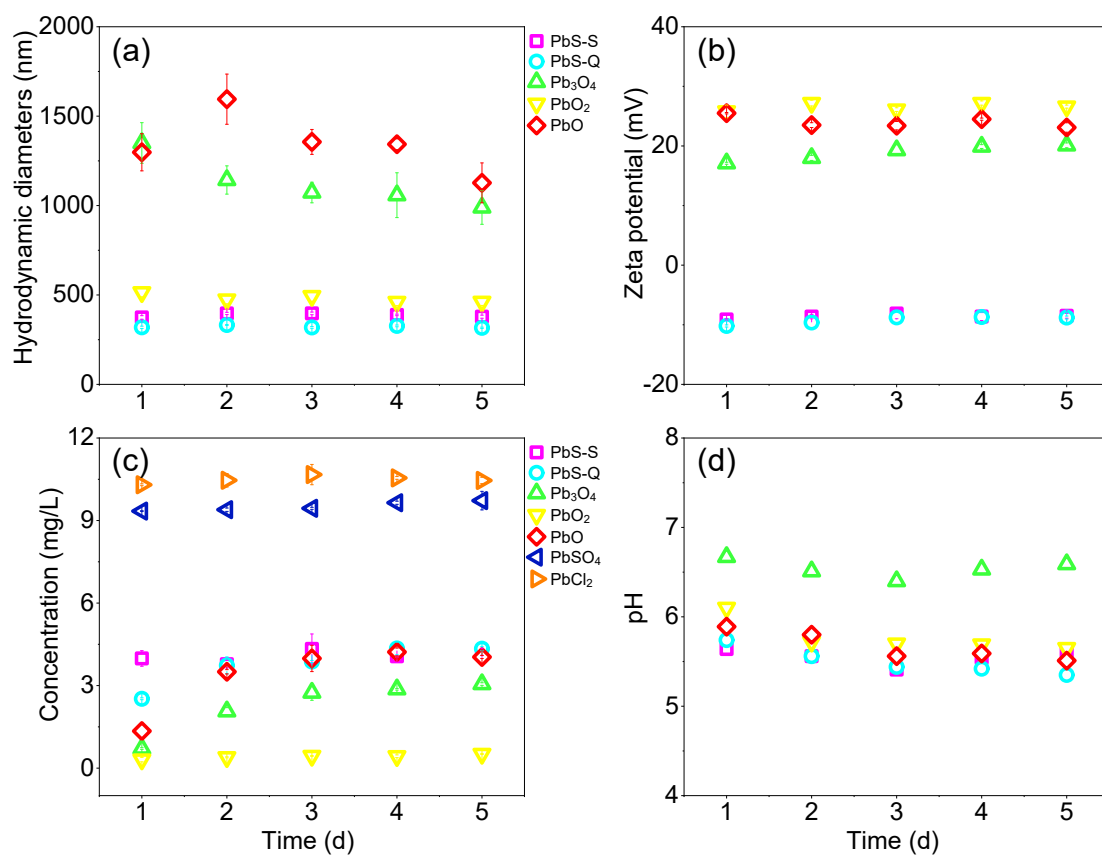 (a)
Hydrodynamic diameters (nm)
2000
1500
1000
500
0
1 2 3 4 5
PbS-S
PbS-Q
Pb₃O₄
PbO₂
PbO
(b)
Zeta potential (mV)
40
20
0
-20
1 2 3 4 5
(c)
Concentration (mg/L)
12
9
6
3
0
1 2 3 4 5
Time (d)
PbS-S
PbS-Q
Pb₃O₄
PbO₂
PbO
PbSO₄
PbCl₂
(d)
pH
8
7
6
5
4
1 2 3 4 5
Time (d)